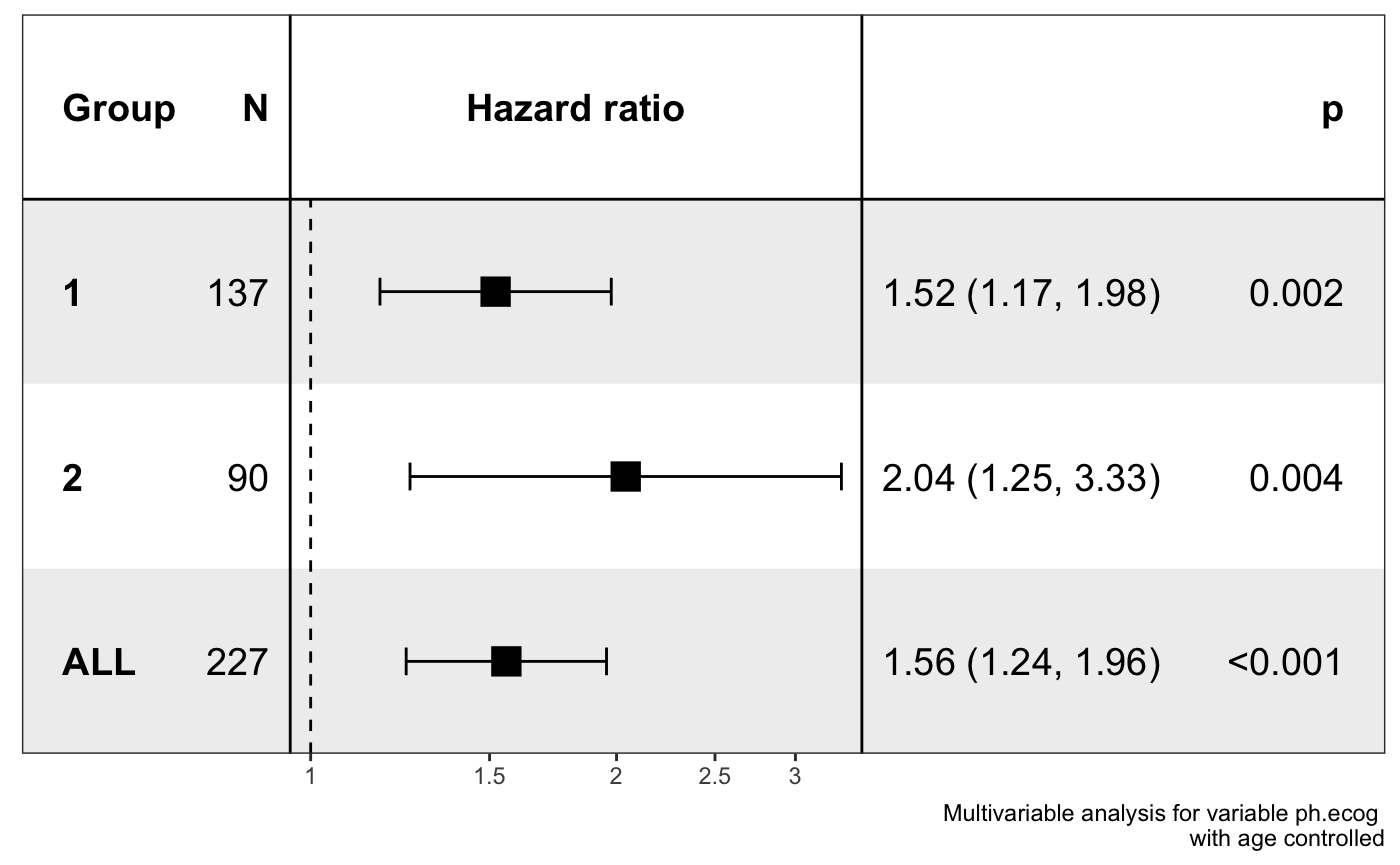 Group N Hazard ratio p
1 137 1.52 (1.17, 1.98) 0.002
2 90 2.04 (1.25, 3.33) 0.004
ALL 227 1.56 (1.24, 1.96) <0.001
1 1.5 2 2.5 3
Multivariable analysis for variable ph.ecog
with age controlled